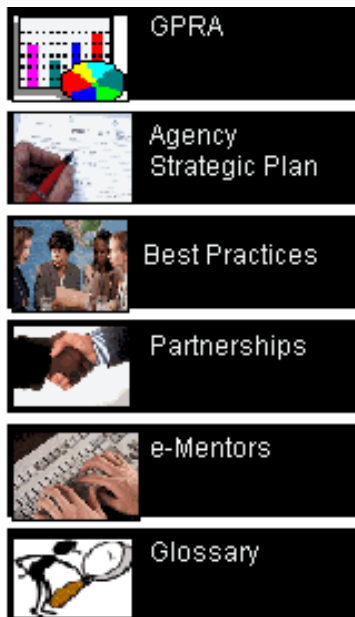 GPRA
Agency
Strategic Plan
Best Practices
Partnerships
e-Mentors
Glossary